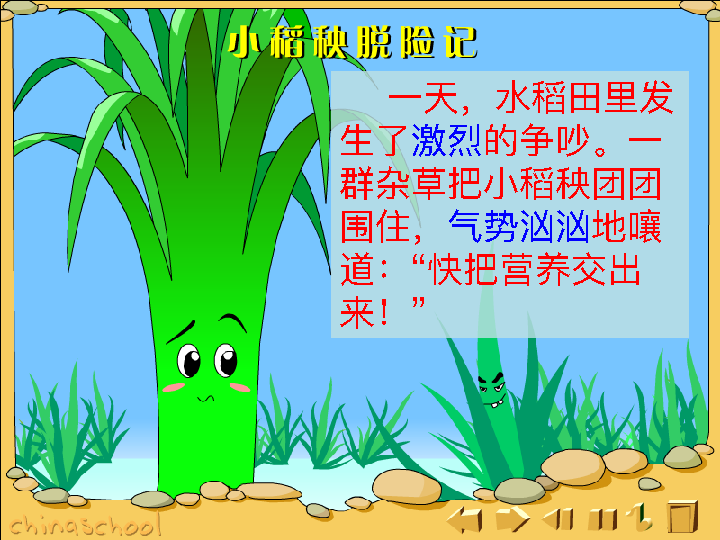 小稻秧脱险记
一天，水稻田里发
生了激烈的争吵。一
群杂草把小稻秧团团
围住，气势汹汹地嚷
道：“快把营养交出
来！”
chinaschool